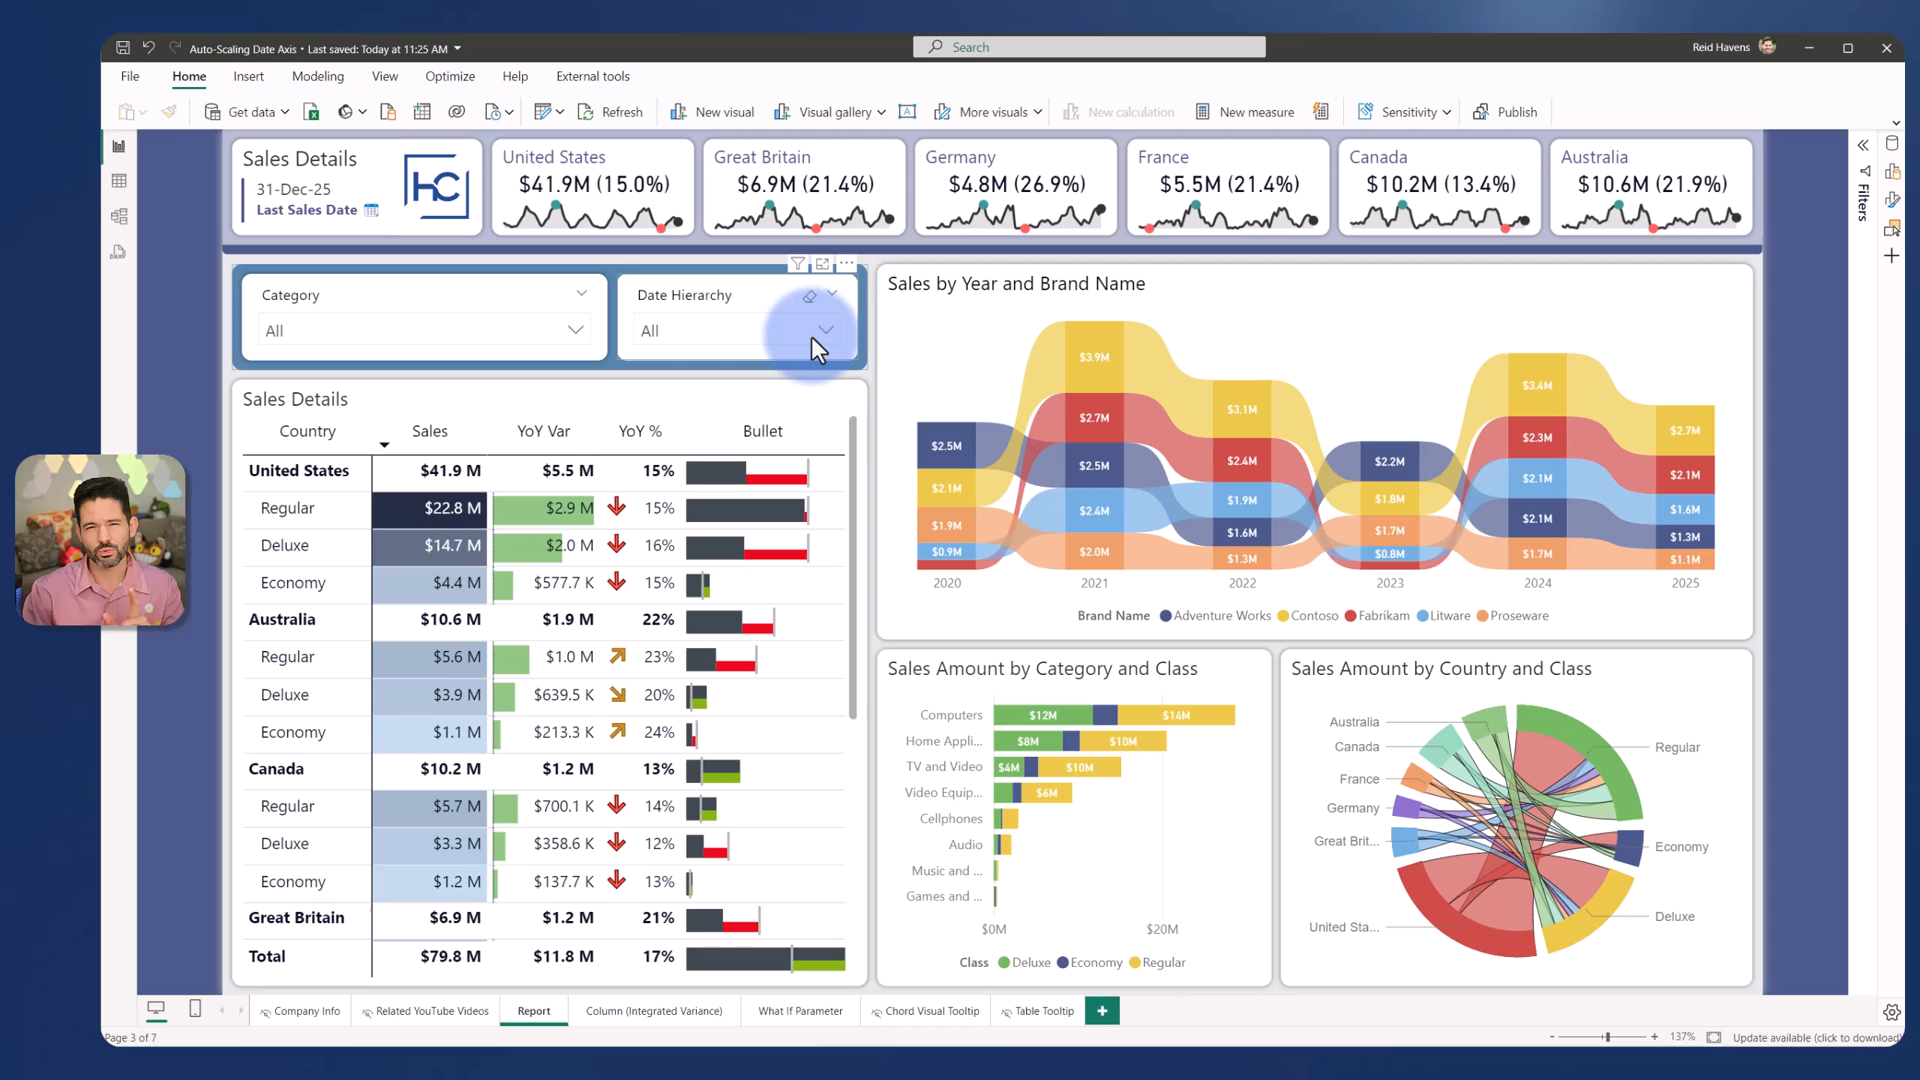 Auto-Scaling Date Axis • Last saved: Today at 11:25 AM
Search
Reid Havens
File Home Insert Modeling View Optimize Help External tools
Get data Refresh New visual Visual gallery More visuals New calculation New measure Sensitivity Publish
Sales Details
31-Dec-25
Last Sales Date
HC
United States
$41.9M (15.0%)
Great Britain
$6.9M (21.4%)
Germany
$4.8M (26.9%)
France
$5.5M (21.4%)
Canada
$10.2M (13.4%)
Australia
$10.6M (21.9%)
Filters
Category
All
Date Hierarchy
All
Sales Details
Country Sales YoY Var YoY % Bullet
United States $41.9 M $5.5 M 15%
Regular $22.8 M $2.9 M 15%
Deluxe $14.7 M $2.0 M 16%
Economy $4.4 M $577.7 K 15%
Australia $10.6 M $1.9 M 22%
Regular $5.6 M $1.0 M 23%
Deluxe $3.9 M $639.5 K 20%
Economy $1.1 M $213.3 K 24%
Canada $10.2 M $1.2 M 13%
Regular $5.7 M $700.1 K 14%
Deluxe $3.3 M $358.6 K 12%
Economy $1.2 M $137.7 K 13%
Great Britain $6.9 M $1.2 M 21%
Total $79.8 M $11.8 M 17%
Sales by Year and Brand Name
$2.5M
$2.1M
$1.9M
$0.9M
$3.9M
$2.7M
$2.5M
$2.4M
$2.0M
$3.1M
$2.4M
$1.9M
$1.6M
$1.3M
$2.2M
$1.8M
$1.7M
$0.8M
$3.4M
$2.3M
$2.1M
$2.1M
$1.7M
$2.7M
$2.1M
$1.6M
$1.3M
$1.1M
2020 2021 2022 2023 2024 2025
Brand Name Adventure Works Contoso Fabrikam Litware Proseware
Sales Amount by Category and Class
Computers $12M $14M
Home Appli... $8M $10M
TV and Video $4M $10M
Video Equip... $6M
Cellphones
Audio
Music and ...
Games and ...
$0M $20M
Class Deluxe Economy Regular
Sales Amount by Country and Class
Australia
Canada
France
Germany
Great Brit...
United Sta...
Regular
Economy
Deluxe
Company Info Related YouTube Videos Report Column (Integrated Variance) What If Parameter Chord Visual Tooltip Table Tooltip +
Page 3 of 7
- + 137% Update available (click to download)